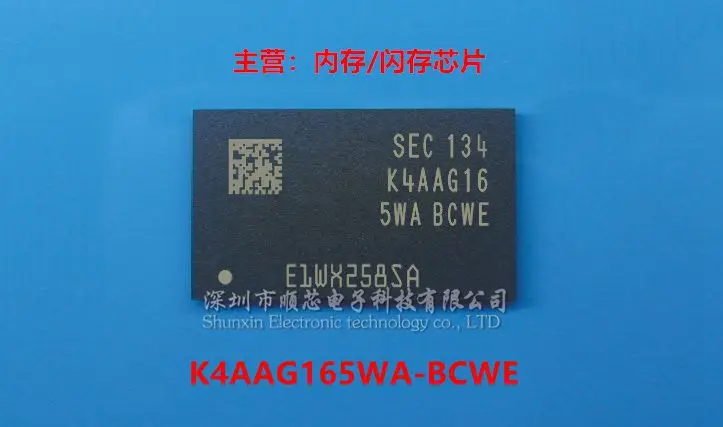 主营：内存/闪存芯片
SEC 134
K4AAG16
5WA BCWE
E1WX258SA
深圳市顺芯电子科技有限公司
Shunxin Electronic technology co., LTD
K4AAG165WA-BCWE